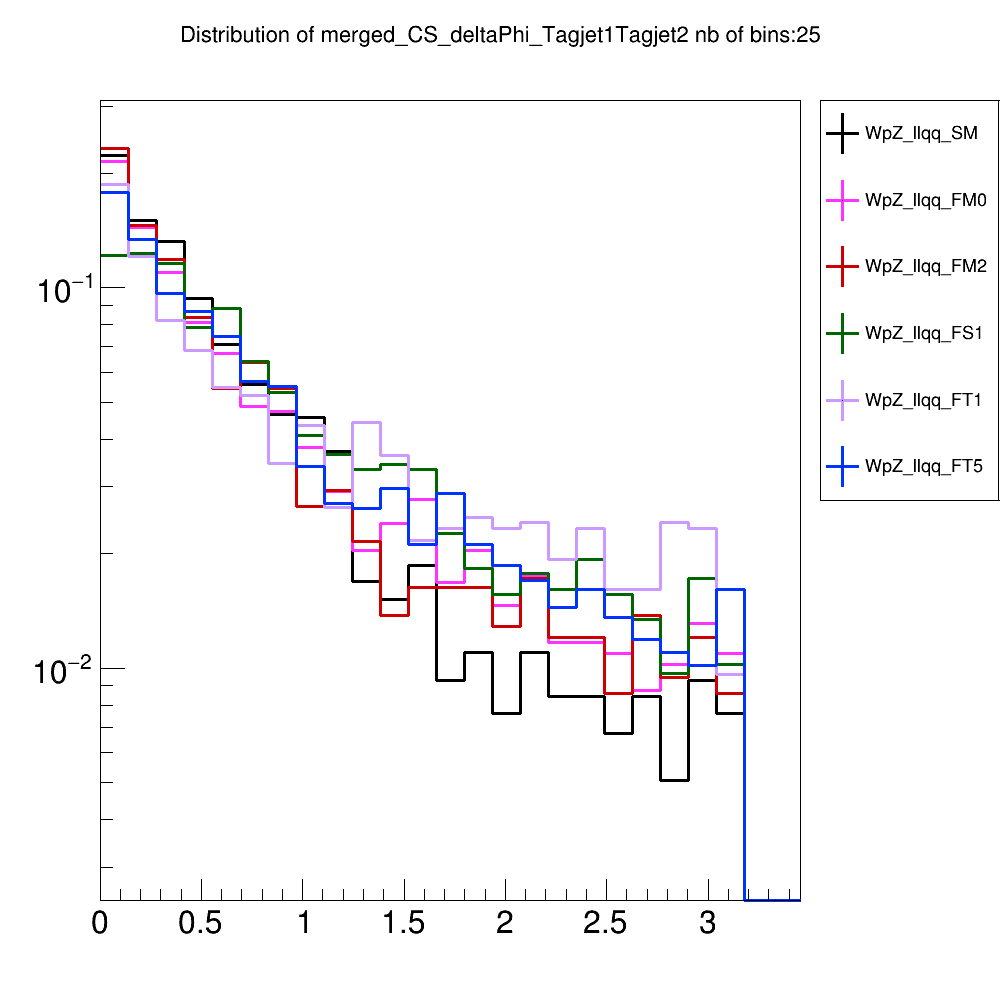 Distribution of merged_CS_deltaPhi_Tagjet1Tagjet2 nb of bins:25
WpZ_llqq_SM
WpZ_llqq_FM0
WpZ_llqq_FM2
WpZ_llqq_FS1
WpZ_llqq_FT1
WpZ_llqq_FT5
10⁻¹
10⁻²
0 0.5 1 1.5 2 2.5 3